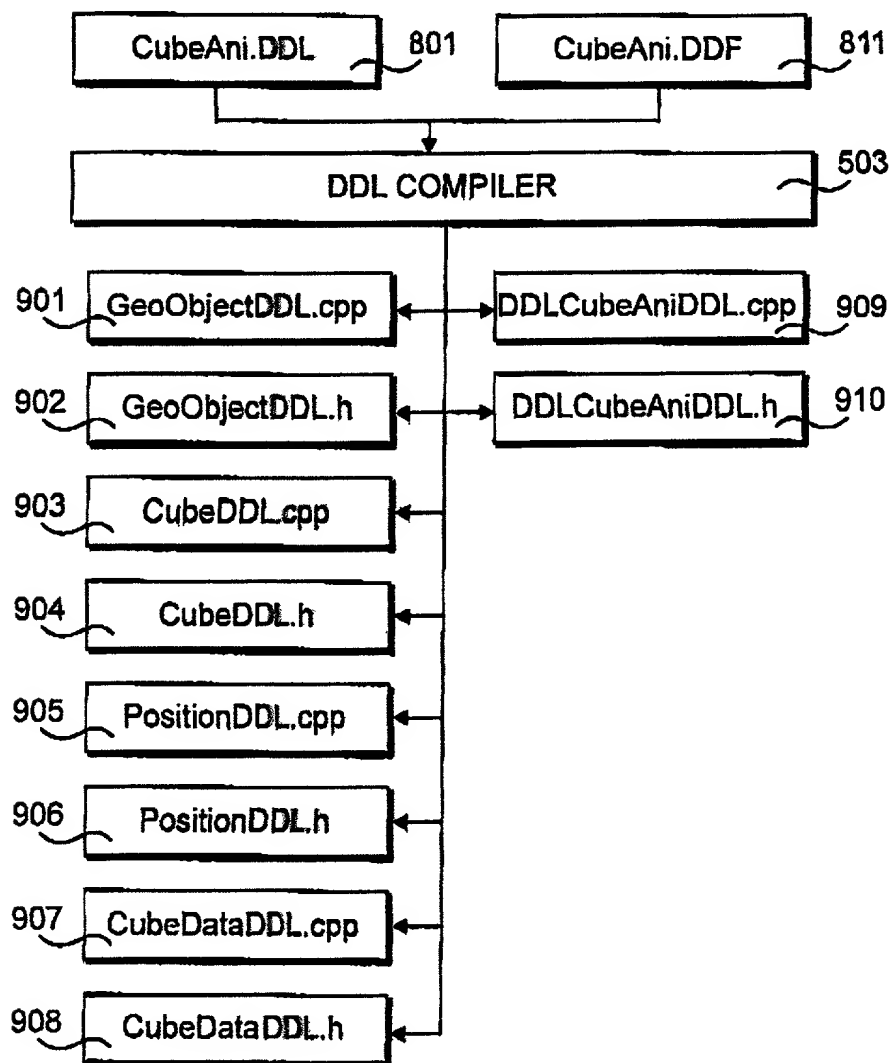 CubeAni.DDL 801 CubeAni.DDF 811
DDL COMPILER 503
901 GeoObjectDDL.cpp DDLCubeAniDDL.cpp 909
902 GeoObjectDDL.h DDLCubeAniDDL.h 910
903 CubeDDL.cpp
904 CubeDDL.h
905 PositionDDL.cpp
906 PositionDDL.h
907 CubeDataDDL.cpp
908 CubeDataDDL.h